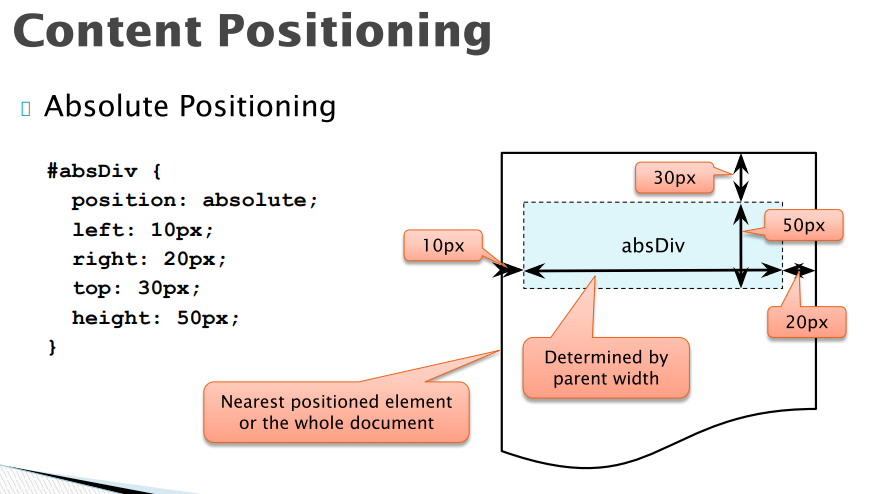 Content Positioning
Absolute Positioning
#absDiv {
position: absolute;
left: 10px;
right: 20px;
top: 30px;
height: 50px;
}
30px
50px
10px
absDiv
20px
Determined by
parent width
Nearest positioned element
or the whole document